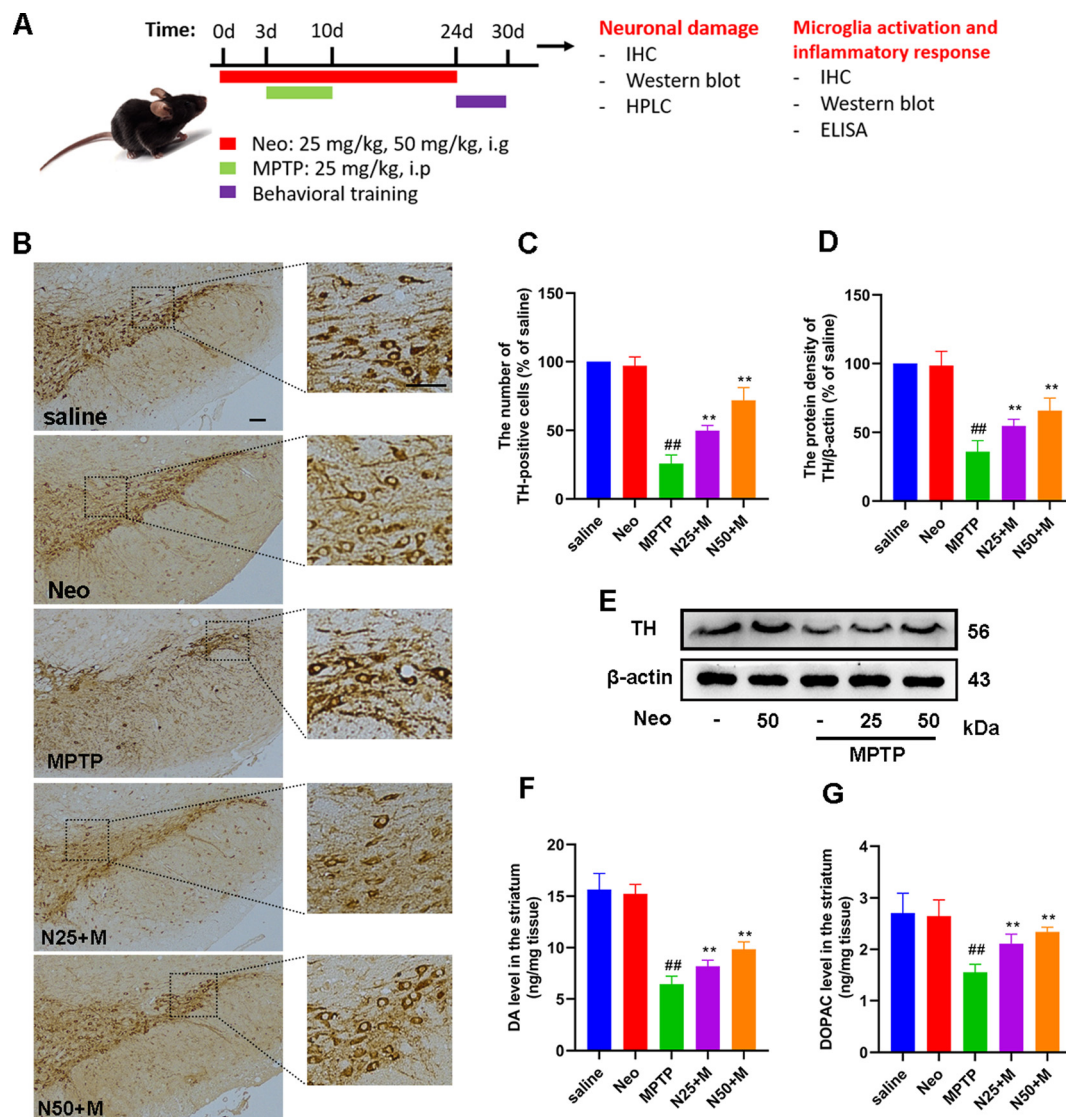 A
Time: 0d 3d 10d 24d 30d
Neo: 25 mg/kg, 50 mg/kg, i.g
MPTP: 25 mg/kg, i.p
Behavioral training
Neuronal damage
- IHC
- Western blot
- HPLC
Microglia activation and
inflammatory response
- IHC
- Western blot
- ELISA
B
saline
Neo
MPTP
N25+M
N50+M
C
The number of
TH-positive cells (% of saline)
150
100
50
0
##
**
**
saline
Neo
MPTP
N25+M
N50+M
D
The protein density of
TH/β-actin (% of saline)
150
100
50
0
##
**
**
saline
Neo
MPTP
N25+M
N50+M
E
TH 56
β-actin 43
Neo - 50 - 25 50 kDa
MPTP
F
DA level in the striatum
(ng/mg tissue)
20
15
10
5
0
##
**
**
saline
Neo
MPTP
N25+M
N50+M
G
DOPAC level in the striatum
(ng/mg tissue)
4
3
2
1
0
##
**
**
saline
Neo
MPTP
N25+M
N50+M